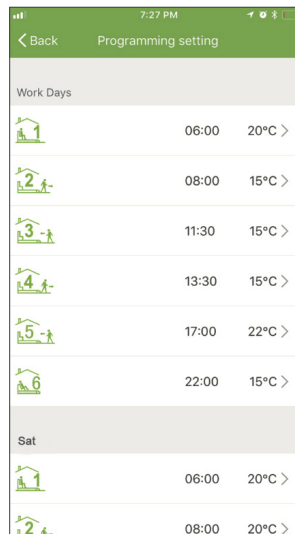 7:27 PM
Back Programming setting
Work Days
1 06:00 20°C
2 08:00 15°C
3 11:30 15°C
4 13:30 15°C
5 17:00 22°C
6 22:00 15°C
Sat
1 06:00 20°C
2 08:00 20°C